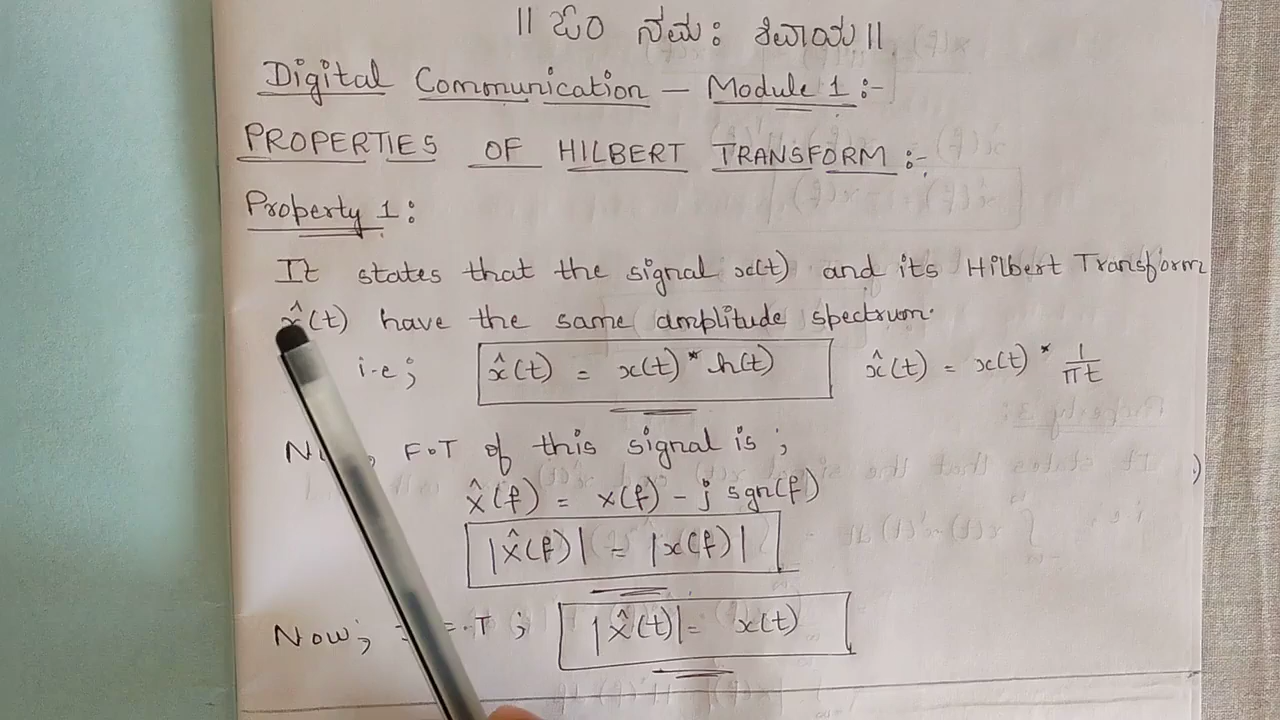 ॥ ಓಂ ನಮಃ ಶಿವಾಯ ॥
Digital Communication – Module 1 :-
PROPERTIES OF HILBERT TRANSFORM :-
Property 1 :
It states that the signal x(t) and its Hilbert Transform
x̂(t) have the same amplitude spectrum.
i.e; x̂(t) = x(t) * h(t) x̂(t) = x(t) * 1/πt
F.T of this signal is ;
X̂(f) = x(f) - j sgn(f)
|X̂(f)| = |x(f)|
Now; .T ; |X̂(t)| = x(t)